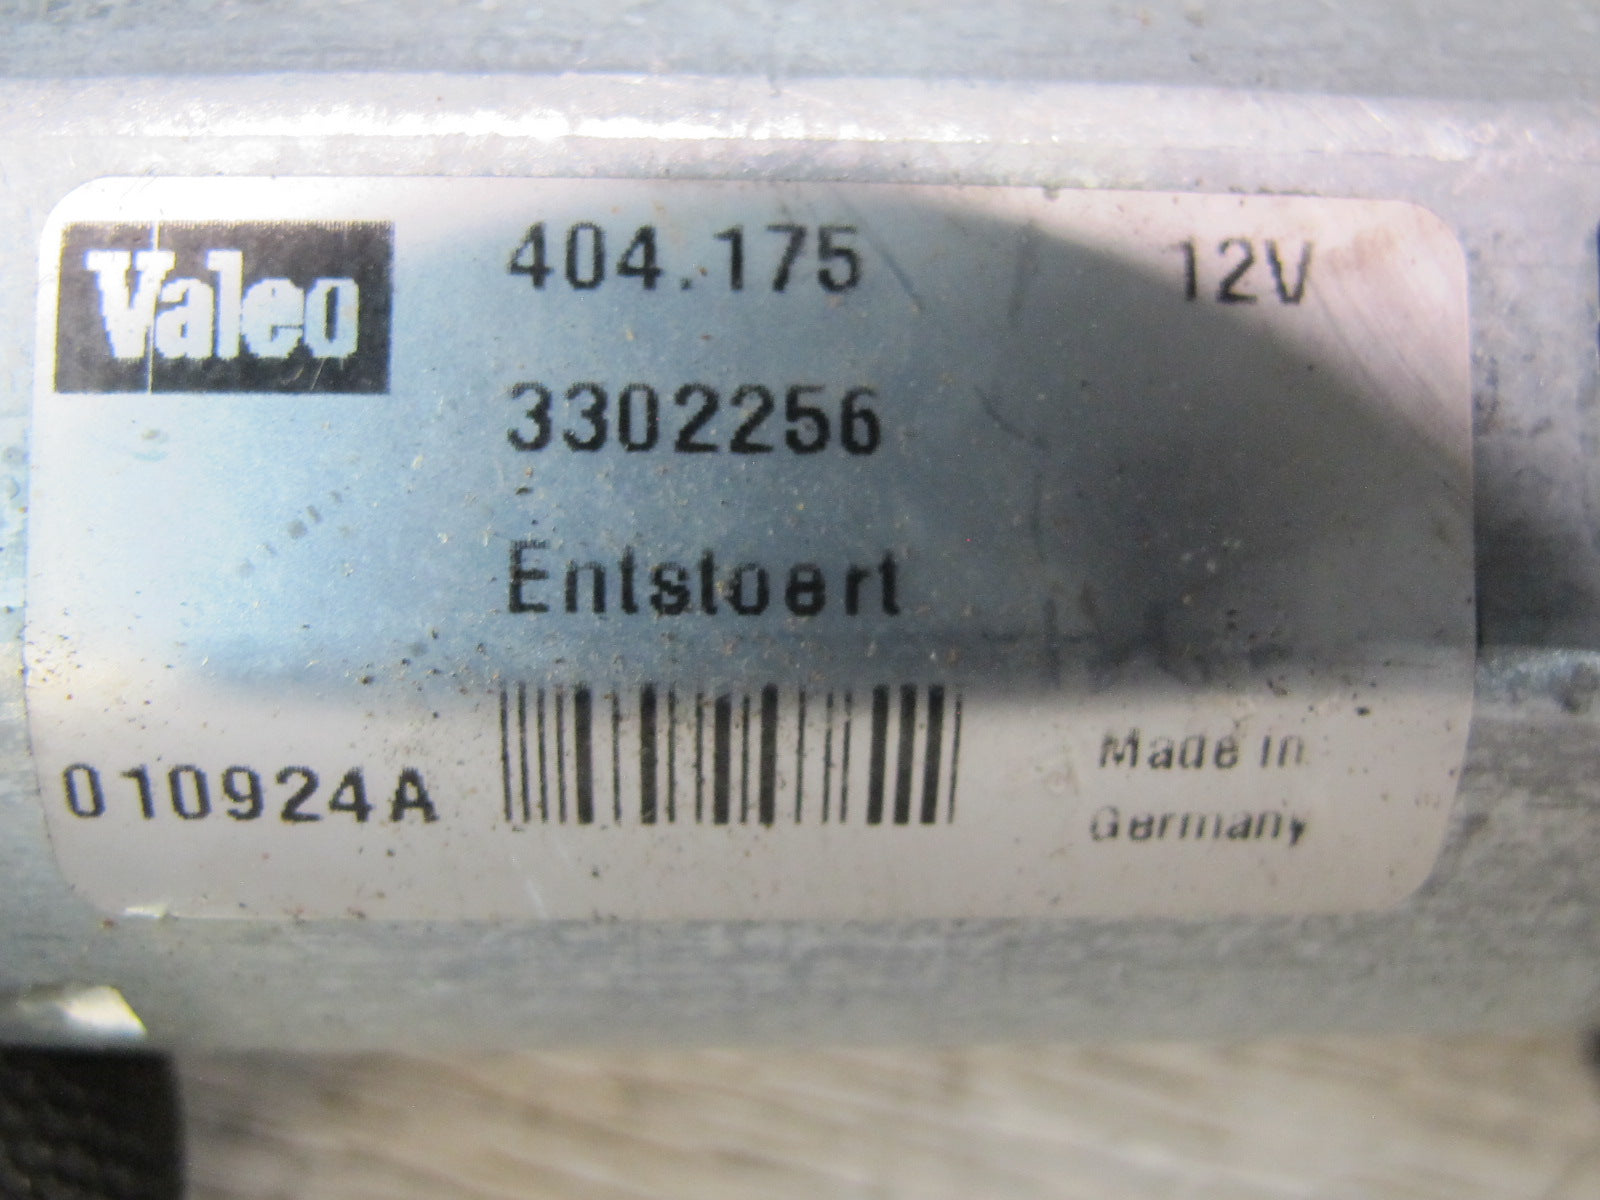 Valeo
404.175
12V
3302256
Entstoert
010924A
Made in
Germany